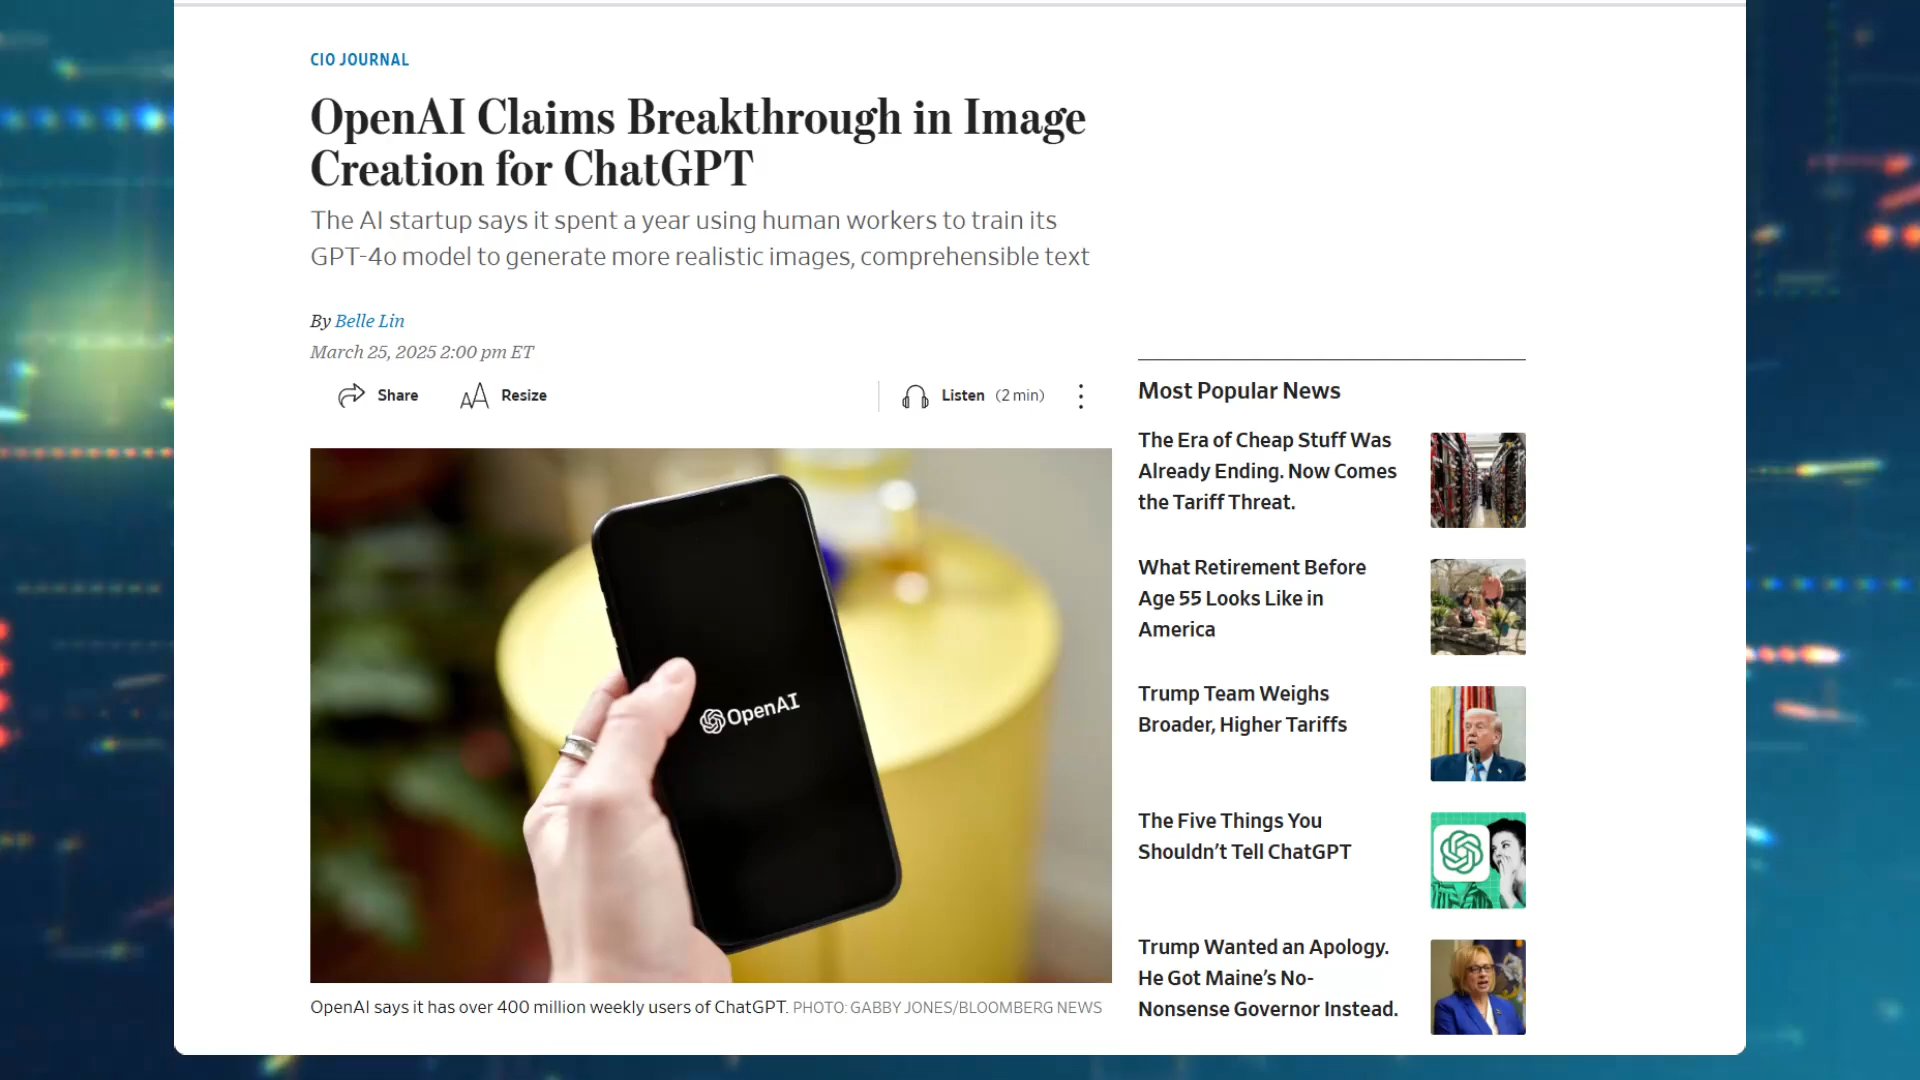 CIO JOURNAL
OpenAI Claims Breakthrough in Image
Creation for ChatGPT
The AI startup says it spent a year using human workers to train its
GPT-4o model to generate more realistic images, comprehensible text
By Belle Lin
March 25, 2025 2:00 pm ET
Share
AA Resize
Listen (2 min)
OpenAI
OpenAI says it has over 400 million weekly users of ChatGPT. PHOTO: GABBY JONES/BLOOMBERG NEWS
Most Popular News
The Era of Cheap Stuff Was
Already Ending. Now Comes
the Tariff Threat.
What Retirement Before
Age 55 Looks Like in
America
Trump Team Weighs
Broader, Higher Tariffs
The Five Things You
Shouldn’t Tell ChatGPT
Trump Wanted an Apology.
He Got Maine’s No-
Nonsense Governor Instead.